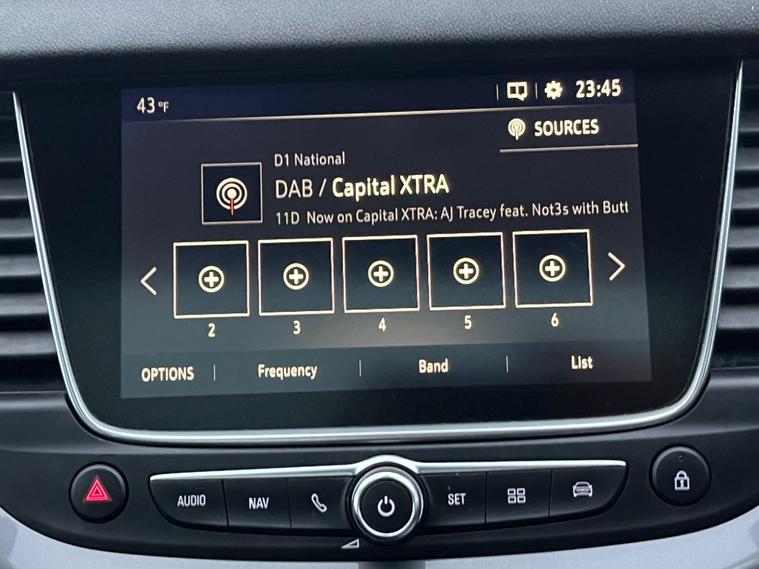 43°F
23:45
SOURCES
D1 National
DAB / Capital XTRA
11D Now on Capital XTRA: AJ Tracey feat. Not3s with Butt
2 3 4 5 6
OPTIONS Frequency Band List
AUDIO NAV SET